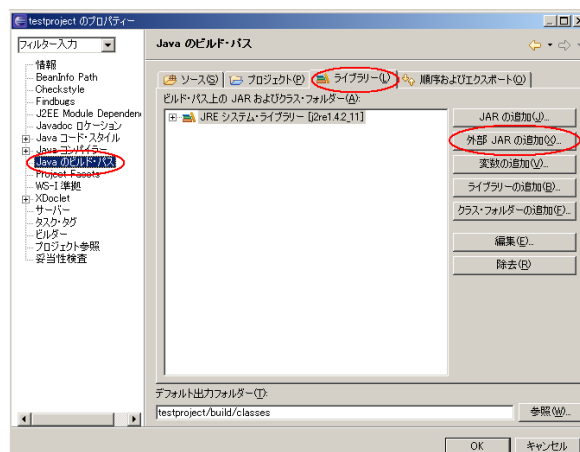 testproject のプロパティー
フィルター入力
Java のビルド・パス
情報
BeanInfo Path
Checkstyle
Findbugs
J2EE Module Dependen
Javadoc ロケーション
Java コード・スタイル
Java コンパイラー
Java のビルド・パス
Project Facets
WS-I 準拠
XDoclet
サーバー
タスク・タグ
ビルダー
プロジェクト参照
妥当性検査
ソース(S)
プロジェクト(P)
ライブラリー(L)
順序およびエクスポート(O)
ビルド・パス上の JAR およびクラス・フォルダー(A):
JRE システム・ライブラリー [j2re1.4.2_11]
JAR の追加(J)...
外部 JAR の追加(X)...
変数の追加(V)...
ライブラリーの追加(B)...
クラス・フォルダーの追加(F)...
編集(E)...
除去(R)
デフォルト出力フォルダー(T):
testproject/build/classes
参照(W)...
OK
キャンセル